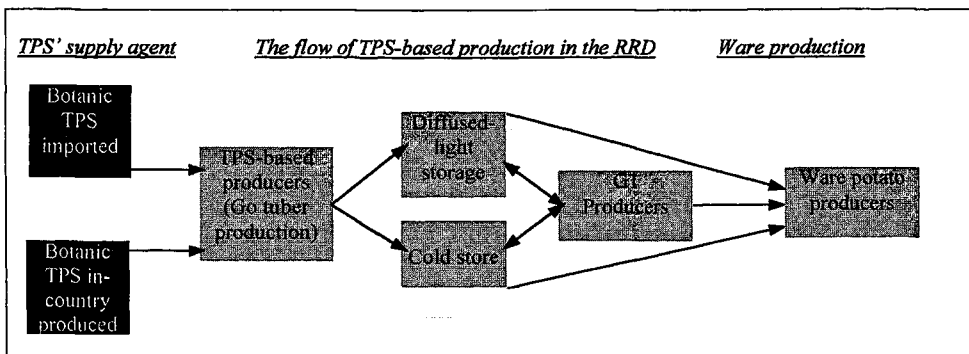 TPS' supply agent
The flow of TPS-based production in the RRD
Ware production
Botanic
TPS
imported
Botanic
TPS in-
country
produced
TPS-based
producers
(Go tuber
production)
Diffused-
light
storage
Cold store
G1
Producers
Ware potato
producers